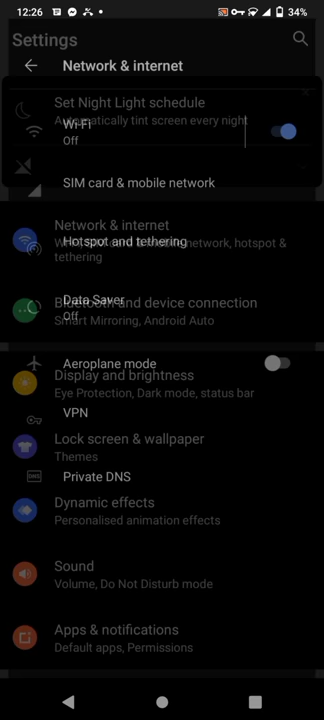 12:26
34%
Settings
Network & internet
Set Night Light schedule
Automatically tint screen every night
Wi-Fi
Off
SIM card & mobile network
Network & internet
Hotspot and tethering
network, hotspot &
tethering
Data Saver
Off
Bluetooth and device connection
Smart Mirroring, Android Auto
Aeroplane mode
Display and brightness
Eye Protection, Dark mode, status bar
VPN
Lock screen & wallpaper
Themes
DNS
Private DNS
Dynamic effects
Personalised animation effects
Sound
Volume, Do Not Disturb mode
Apps & notifications
Default apps, Permissions